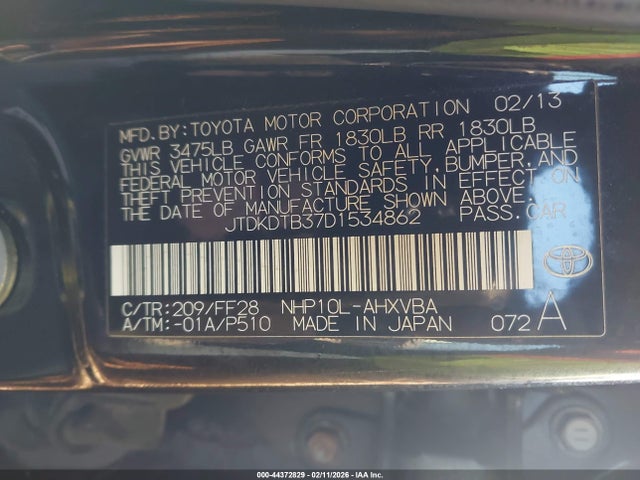 MFD.BY:TOYOTA MOTOR CORPORATION 02/13
GVWR 3475LB GAWR FR 1830LB RR 1830LB
THIS VEHICLE CONFORMS TO ALL APPLICABLE
FEDERAL MOTOR VEHICLE SAFETY,BUMPER,AND
THEFT PREVENTION STANDARDS IN EFFECT ON
THE DATE OF MANUFACTURE SHOWN ABOVE.
JTDKDTB37D1534862 PASS.CAR
C/TR:209/FF28 NHP10L-AHXVBA
A/TM:-01A/P510 MADE IN JAPAN 072 A
000-44372829 - 02/11/2026 - IAA Inc.